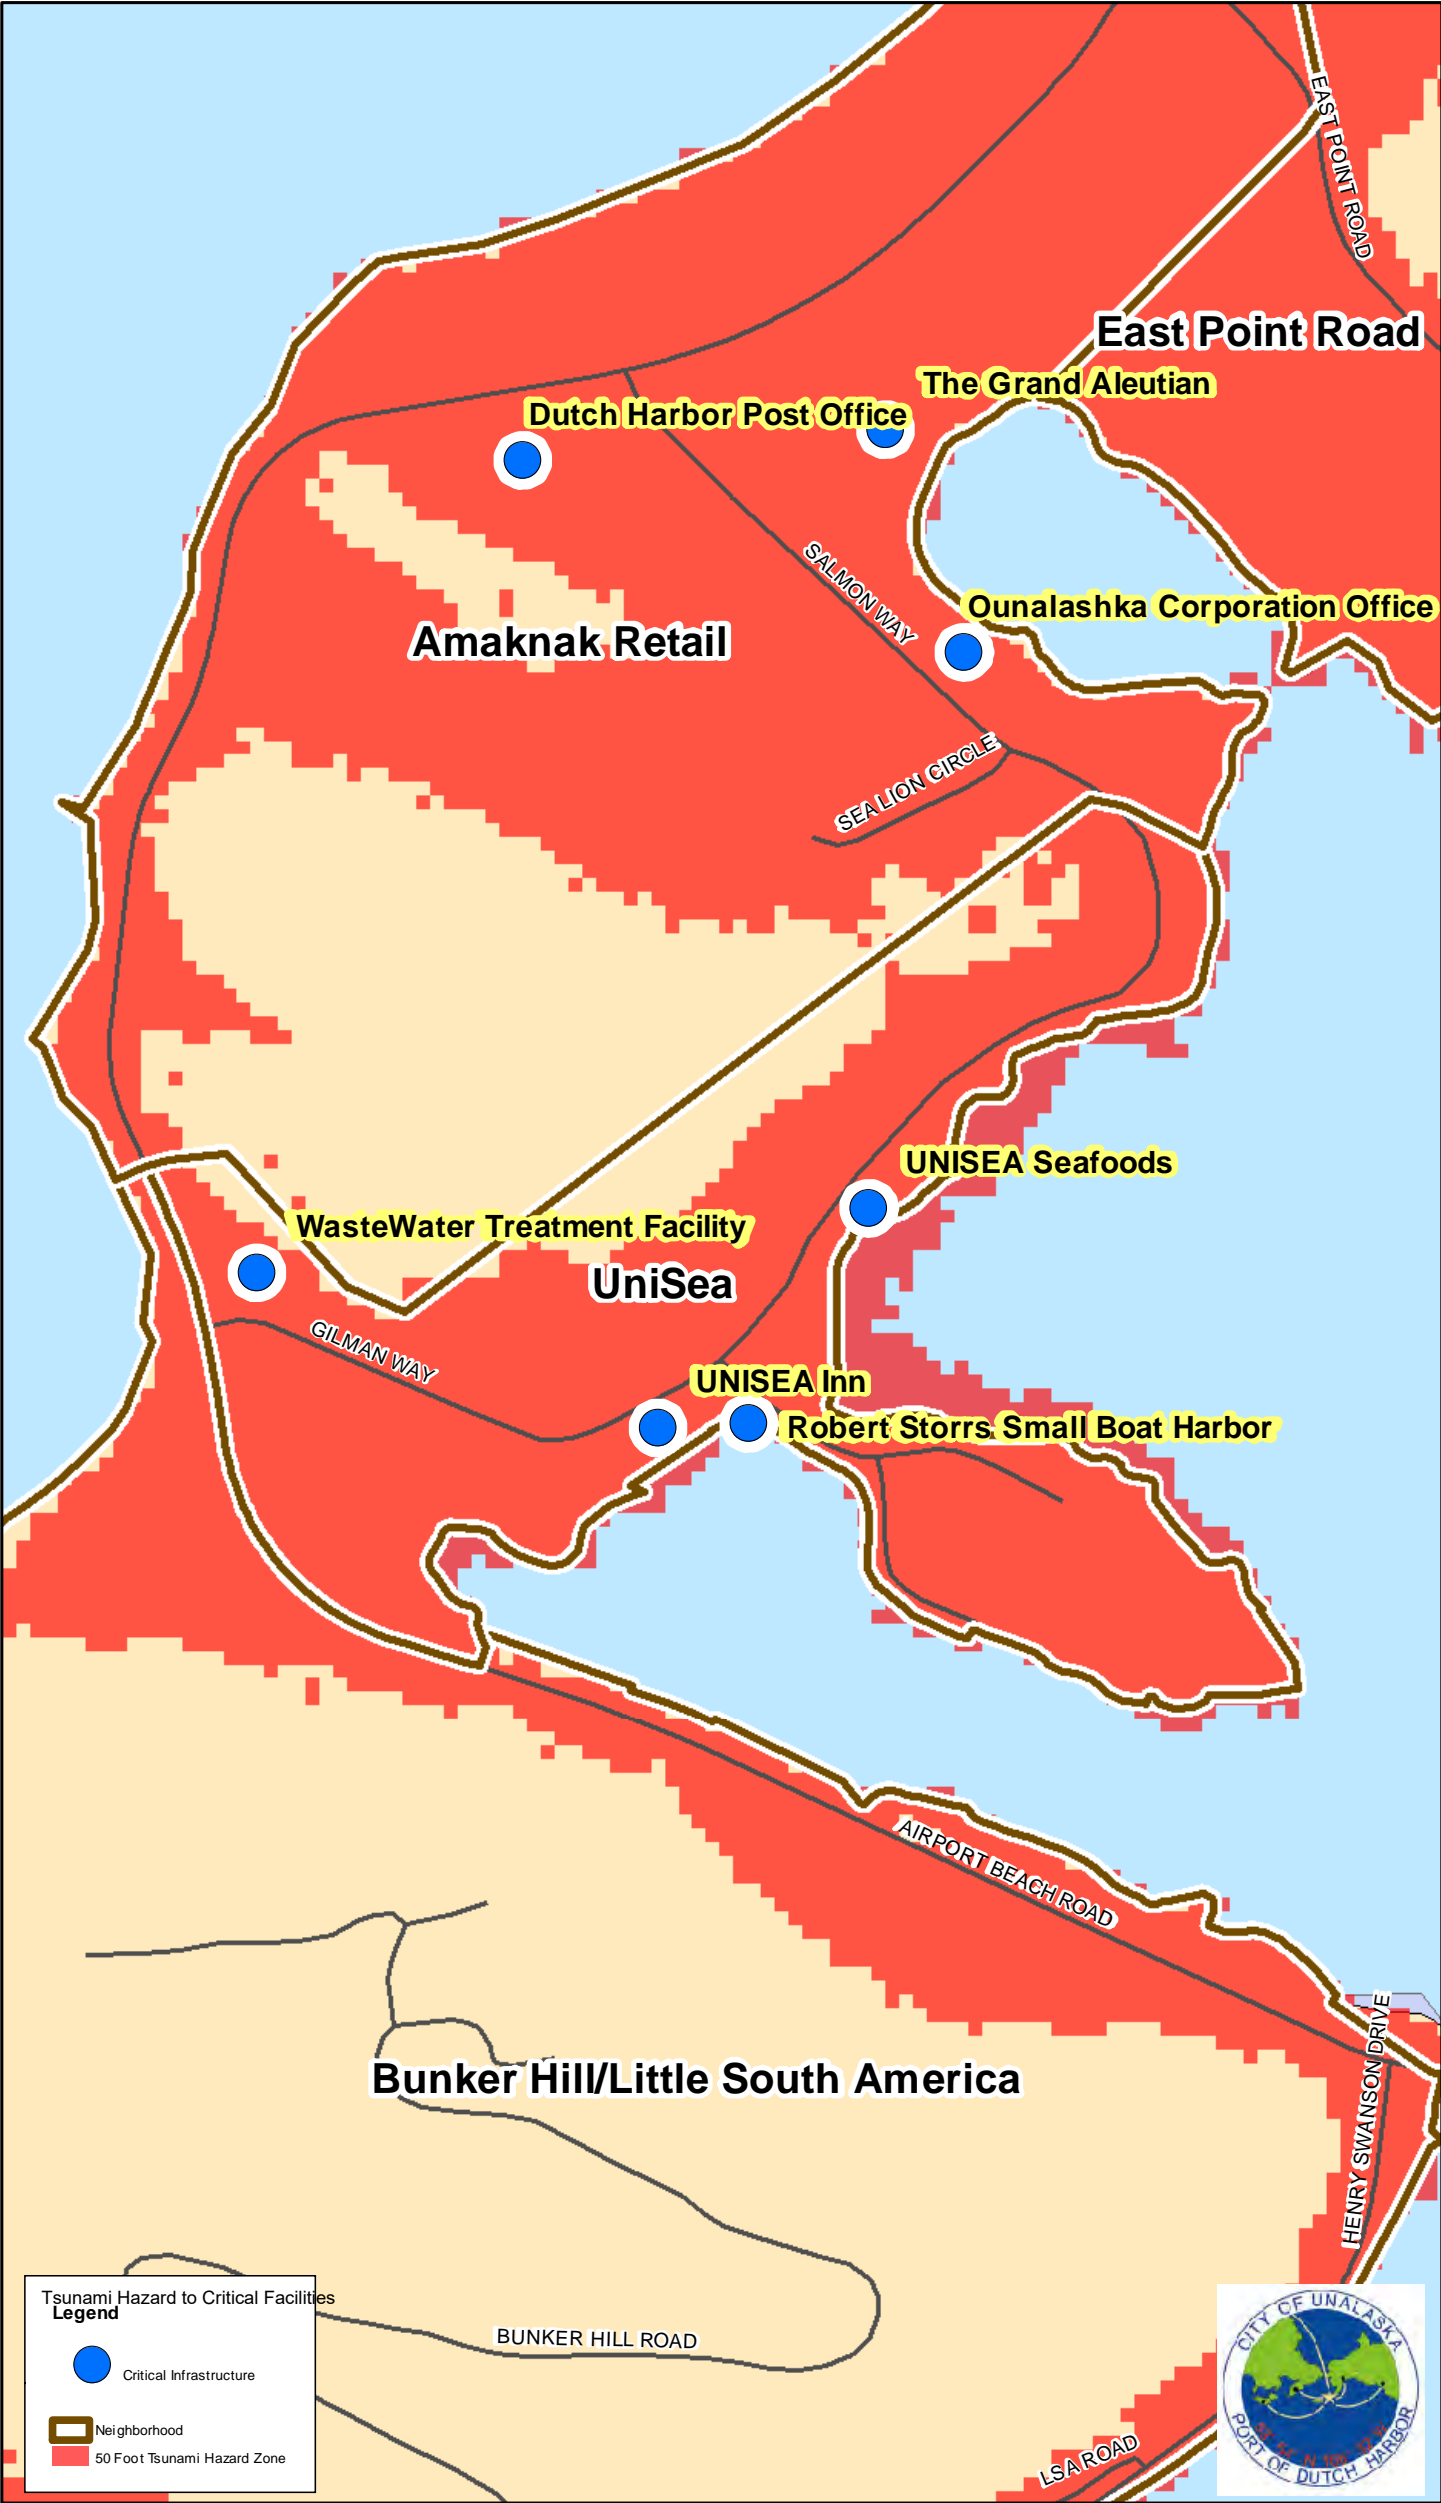 EAST POINT ROAD
East Point Road
The Grand Aleutian
Dutch Harbor Post Office
SALMON WAY
Ounalashka Corporation Office
Amaknak Retail
SEA LION CIRCLE
UNISEA Seafoods
WasteWater Treatment Facility
UniSea
GILMAN WAY
UNISEA Inn
Robert Storrs Small Boat Harbor
AIRPORT BEACH ROAD
HENRY SWANSON DRIVE
Bunker Hill/Little South America
BUNKER HILL ROAD
LSA ROAD
Tsunami Hazard to Critical Facilities
Legend
Critical Infrastructure
Neighborhood
50 Foot Tsunami Hazard Zone
CITY OF UNALASKA
PORT OF DUTCH HARBOR